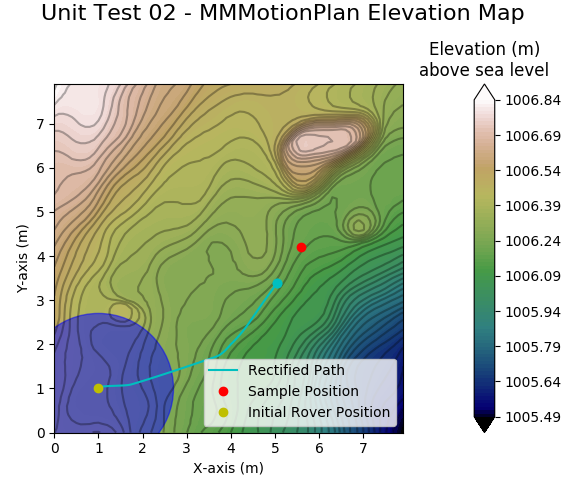 Unit Test 02 - MMMotionPlan Elevation Map
Elevation (m)
above sea level
1006.84
1006.69
1006.54
1006.39
1006.24
1006.09
1005.94
1005.79
1005.64
1005.49
Y-axis (m)
7
6
5
4
3
2
1
0
Rectified Path
Sample Position
Initial Rover Position
0 1 2 3 4 5 6 7
X-axis (m)